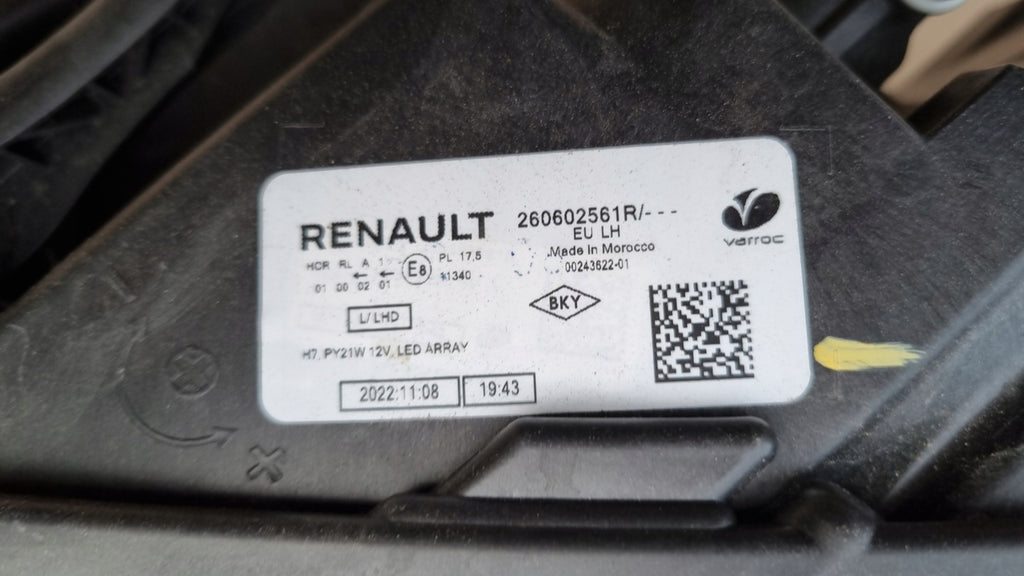 RENAULT
260602561R/---
EU LH
Made in Morocco
00243622-01
varroc
HCR RL A 1
E8
PL 17,5
01 00 02 01
11340
L/LHD
BKY
H7, PY21W 12V, LED ARRAY
2022:11:08
19:43